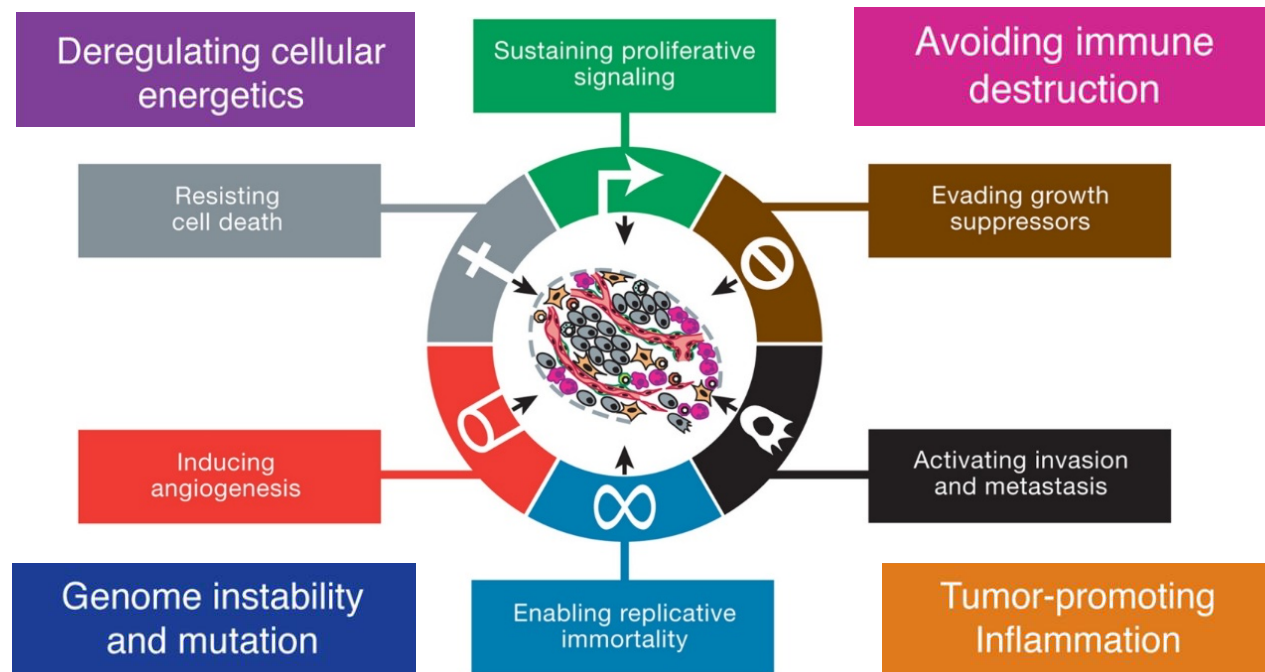 Deregulating cellular
energetics
Sustaining proliferative
signaling
Avoiding immune
destruction
Resisting
cell death
Evading growth
suppressors
Inducing
angiogenesis
Activating invasion
and metastasis
Genome instability
and mutation
Enabling replicative
immortality
Tumor-promoting
Inflammation